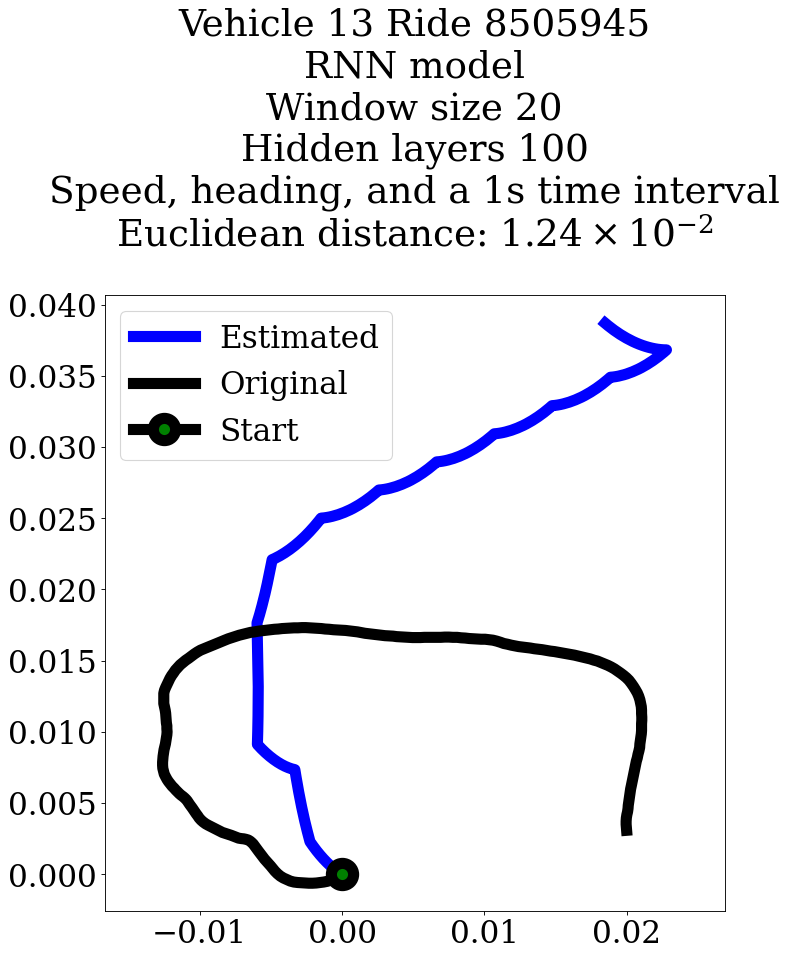 Vehicle 13 Ride 8505945
RNN model
Window size 20
Hidden layers 100
Speed, heading, and a 1s time interval
Euclidean distance: 1.24 × 10⁻²
0.040
Estimated
0.035
Original
Start
0.030
0.025
0.020
0.015
0.010
0.005
0.000
−0.01 0.00 0.01 0.02